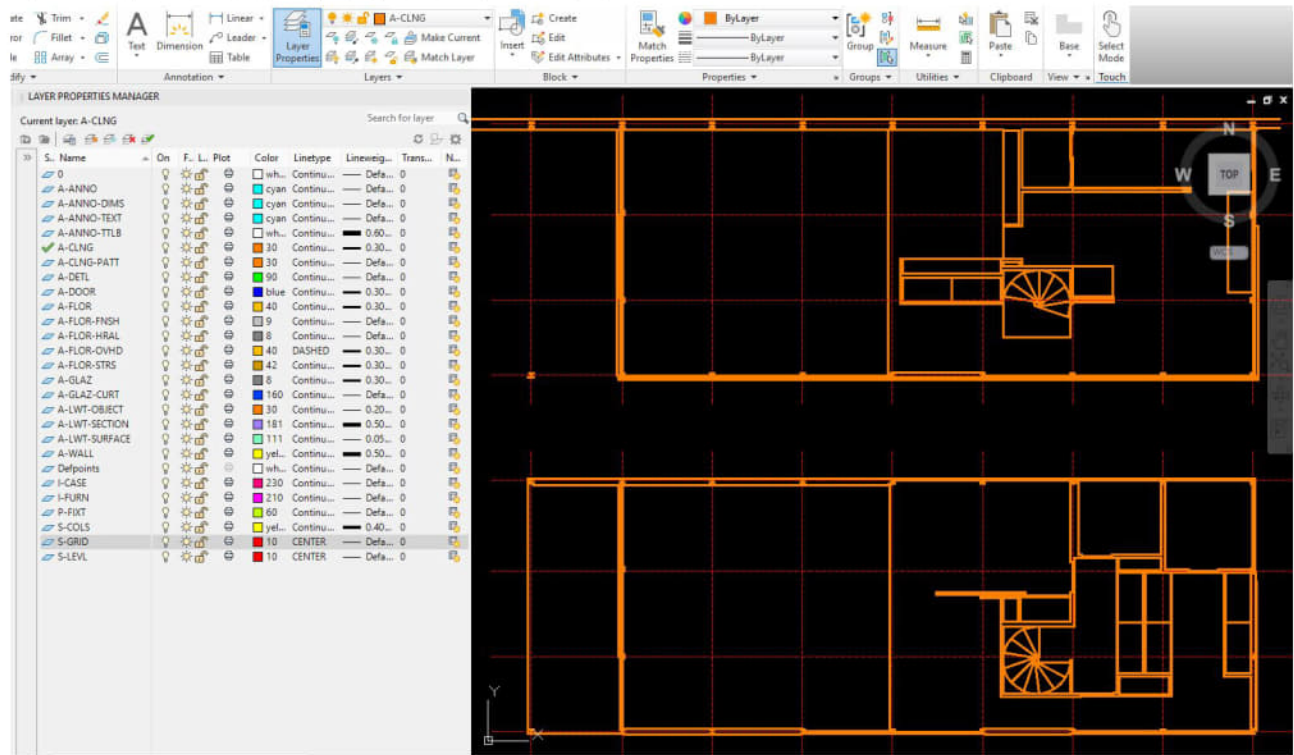 ate Trim Linear A-CLNG Create ByLayer
ror Fillet Leader Make Current Edit ByLayer
le Array Text Dimension Table Layer Properties Match Layer Insert Edit Attributes Match Properties ByLayer Group Measure Paste Base Select Mode
dify Annotation Layers Block Properties Groups Utilities Clipboard View Touch
LAYER PROPERTIES MANAGER
Current layer: A-CLNG Search for layer
S.. Name On F.. L.. Plot Color Linetype Lineweig... Trans... N...
0 wh... Continu... Defa... 0
A-ANNO cyan Continu... Defa... 0
A-ANNO-DIMS cyan Continu... Defa... 0
A-ANNO-TEXT cyan Continu... Defa... 0
A-ANNO-TTLB wh... Continu... 0.60... 0
A-CLNG 30 Continu... 0.30... 0
A-CLNG-PATT 30 Continu... Defa... 0
A-DETL 90 Continu... Defa... 0
A-DOOR blue Continu... 0.30... 0
A-FLOR 40 Continu... 0.30... 0
A-FLOR-FNSH 9 Continu... Defa... 0
A-FLOR-HRAL 8 Continu... Defa... 0
A-FLOR-OVHD 40 DASHED 0.30... 0
A-FLOR-STRS 42 Continu... 0.30... 0
A-GLAZ 8 Continu... 0.30... 0
A-GLAZ-CURT 160 Continu... Defa... 0
A-LWT-OBJECT 30 Continu... 0.20... 0
A-LWT-SECTION 181 Continu... 0.50... 0
A-LWT-SURFACE 111 Continu... 0.05... 0
A-WALL yel... Continu... 0.50... 0
Defpoints wh... Continu... Defa... 0
I-CASE 230 Continu... Defa... 0
I-FURN 210 Continu... Defa... 0
P-FIXT 60 Continu... Defa... 0
S-COLS yel... Continu... 0.40... 0
S-GRID 10 CENTER Defa... 0
S-LEVL 10 CENTER Defa... 0
N
W TOP E
S
WCS
Y
X